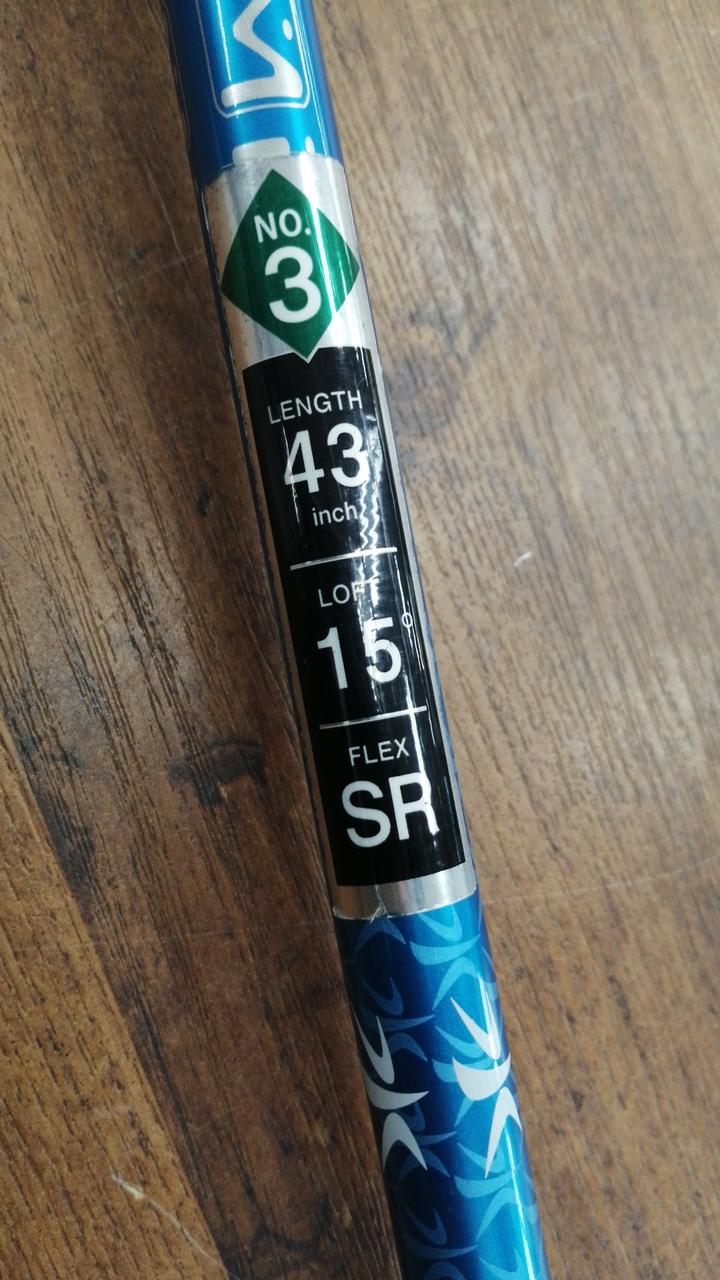 NO.
3
LENGTH
43
inch
LOFT
15°
FLEX
SR